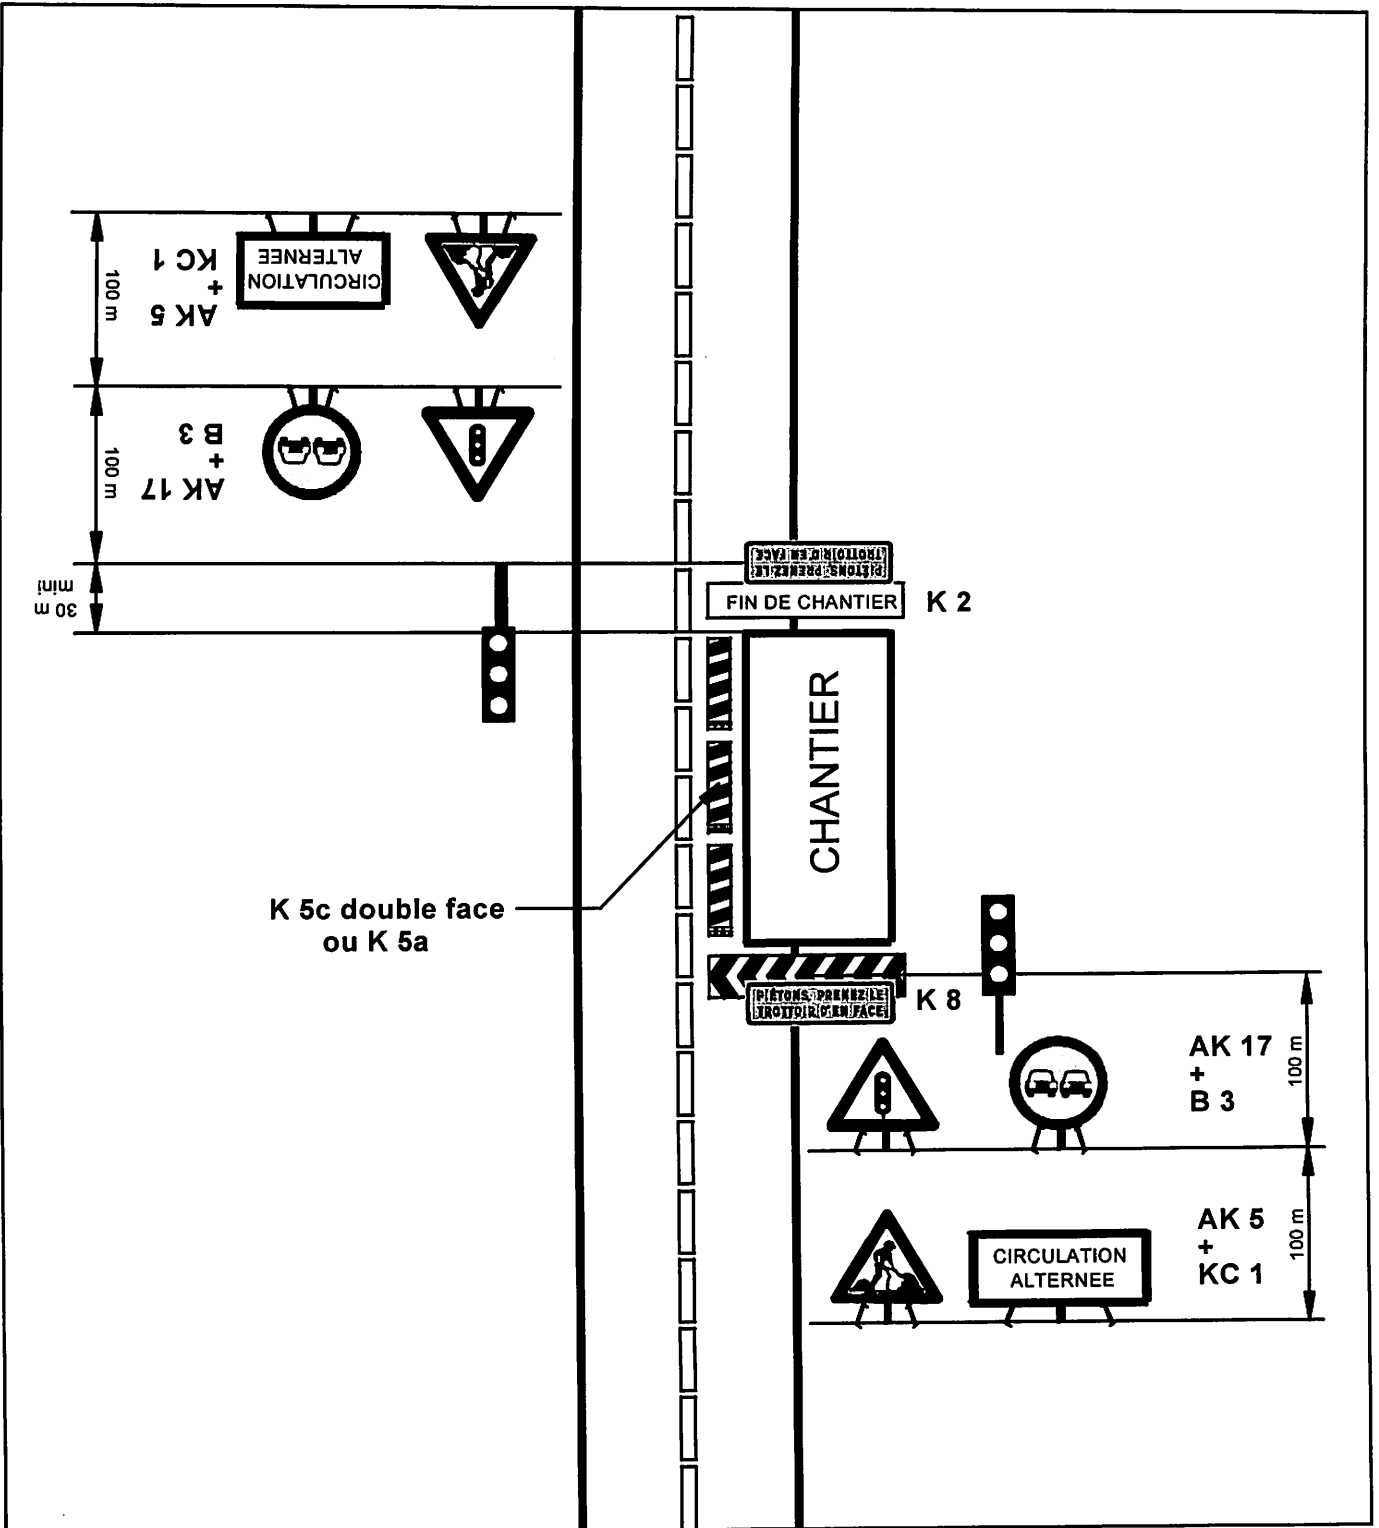 KC 1
+
AK 5
CIRCULATION
ALTERNEE
100 m
B 3
+
AK 17
100 m
30 m
mini
PIÉTONS, PRENEZ LE
TROTTOIR D'EN FACE
FIN DE CHANTIER
K 2
CHANTIER
K 5c double face
ou K 5a
PIÉTONS, PRENEZ LE
TROTTOIR D'EN FACE
K 8
AK 17
+
B 3
100 m
CIRCULATION
ALTERNEE
AK 5
+
KC 1
100 m